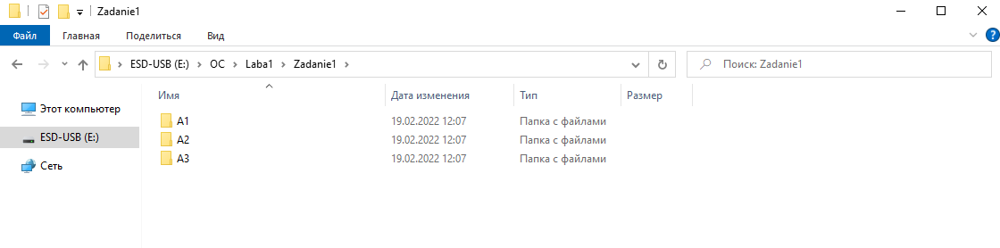 Zadanie1
Файл Главная Поделиться Вид
ESD-USB (E:) > ОС > Laba1 > Zadanie1 >
Поиск: Zadanie1
Имя Дата изменения Тип Размер
Этот компьютер
ESD-USB (E:)
Сеть
A1 19.02.2022 12:07 Папка с файлами
A2 19.02.2022 12:07 Папка с файлами
A3 19.02.2022 12:07 Папка с файлами